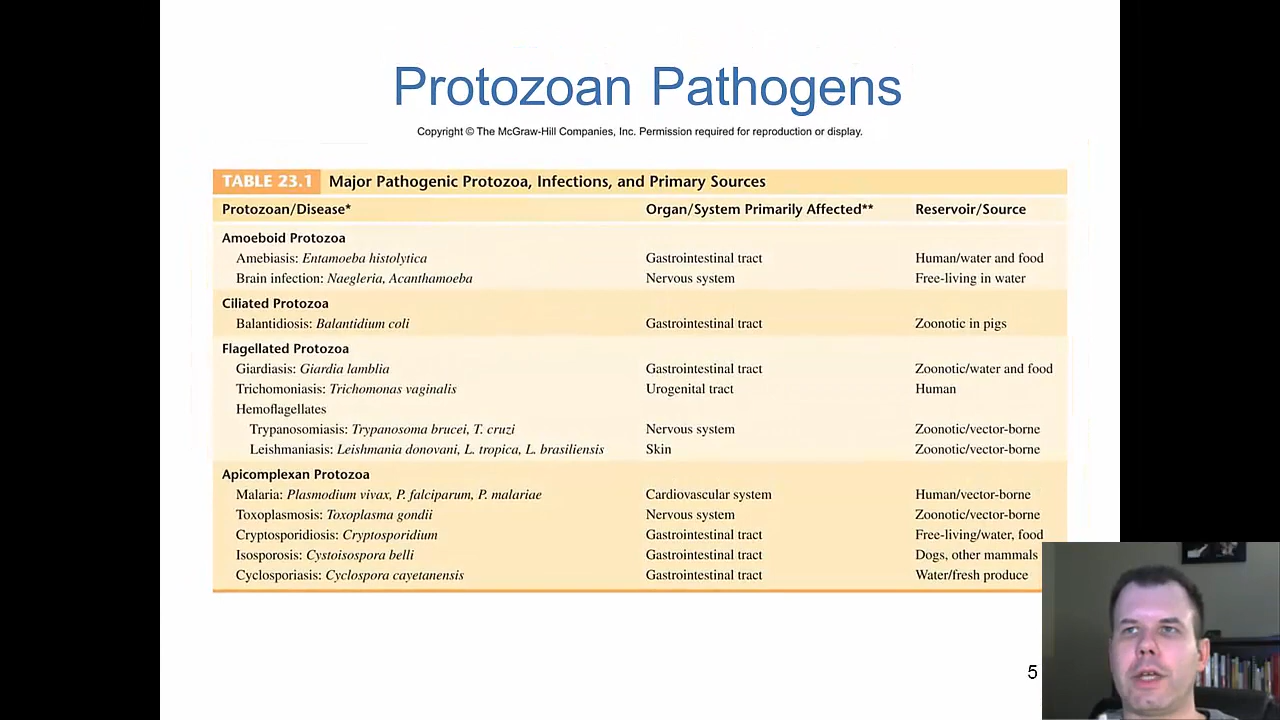 Protozoan Pathogens
Copyright © The McGraw-Hill Companies, Inc. Permission required for reproduction or display.
TABLE 23.1 Major Pathogenic Protozoa, Infections, and Primary Sources
Protozoan/Disease* Organ/System Primarily Affected** Reservoir/Source
Amoeboid Protozoa
Amebiasis: Entamoeba histolytica Gastrointestinal tract Human/water and food
Brain infection: Naegleria, Acanthamoeba Nervous system Free-living in water
Ciliated Protozoa
Balantidiosis: Balantidium coli Gastrointestinal tract Zoonotic in pigs
Flagellated Protozoa
Giardiasis: Giardia lamblia Gastrointestinal tract Zoonotic/water and food
Trichomoniasis: Trichomonas vaginalis Urogenital tract Human
Hemoflagellates
Trypanosomiasis: Trypanosoma brucei, T. cruzi Nervous system Zoonotic/vector-borne
Leishmaniasis: Leishmania donovani, L. tropica, L. brasiliensis Skin Zoonotic/vector-borne
Apicomplexan Protozoa
Malaria: Plasmodium vivax, P. falciparum, P. malariae Cardiovascular system Human/vector-borne
Toxoplasmosis: Toxoplasma gondii Nervous system Zoonotic/vector-borne
Cryptosporidiosis: Cryptosporidium Gastrointestinal tract Free-living/water, food
Isosporosis: Cystoisospora belli Gastrointestinal tract Dogs, other mammals
Cyclosporiasis: Cyclospora cayetanensis Gastrointestinal tract Water/fresh produce
5